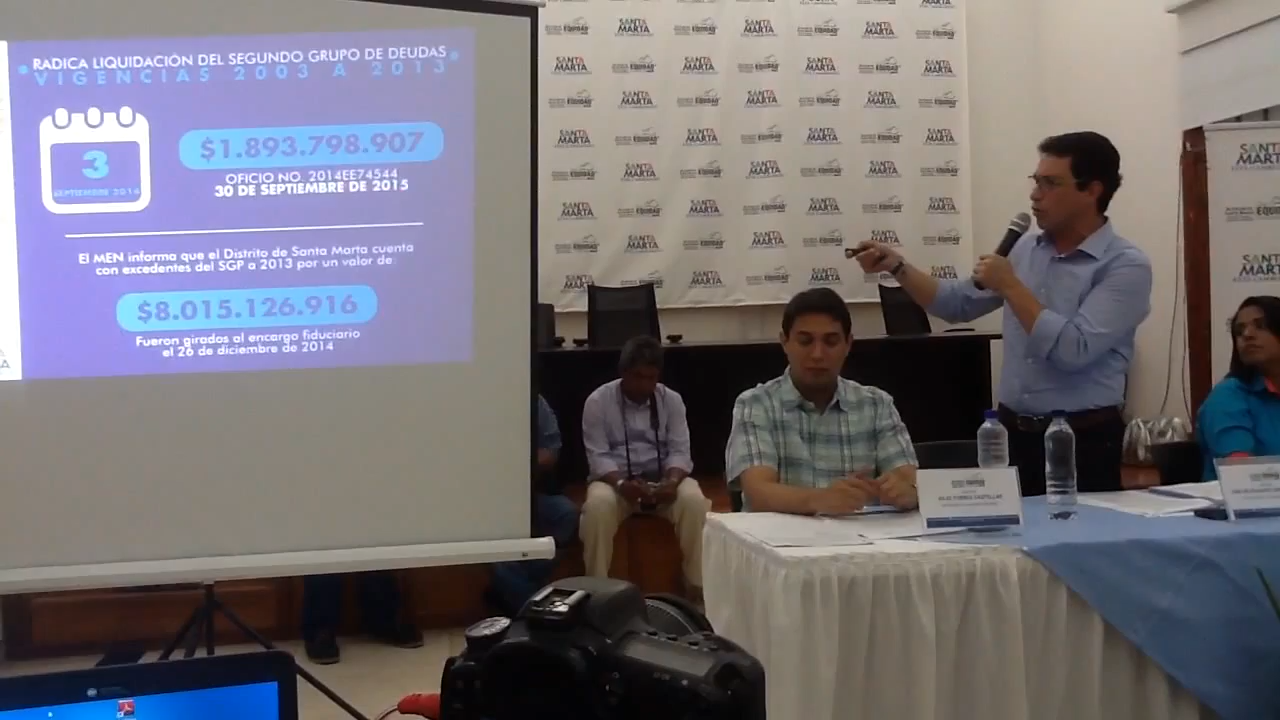 RADICA LIQUIDACIÓN DEL SEGUNDO GRUPO DE DEUDAS
VIGENCIAS 2003 A 2013
3
SEPTIEMBRE 2014
$1.893.798.907
OFICIO NO. 2014EE74544
30 DE SEPTIEMBRE DE 2015
El MEN informa que el Distrito de Santa Marta cuenta
con excedentes del SGP a 2013 por un valor de:
$8.015.126.916
Fueron girados al encargo fiduciario
el 26 de diciembre de 2014
SANTA
MARTA
EQUIDAD